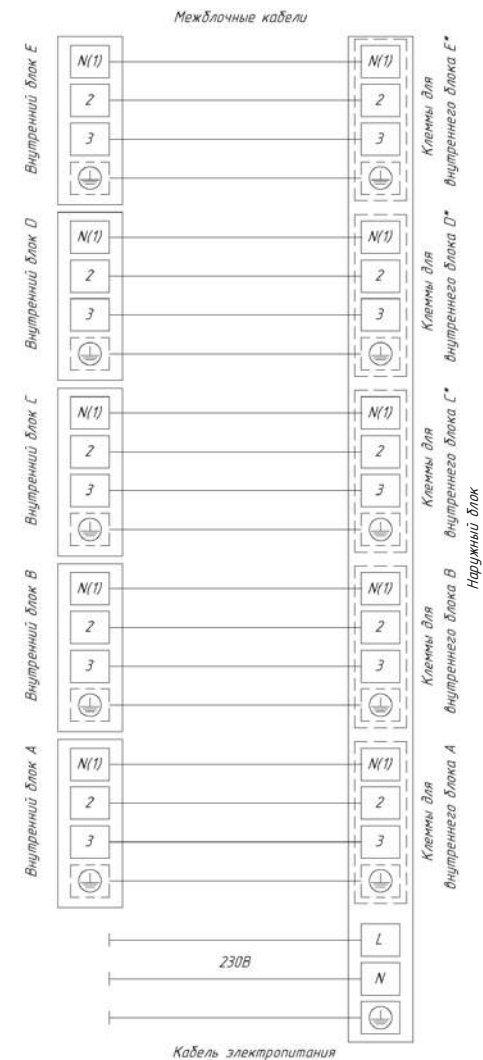 Межблочные кабели
Внутренний блок E
N(1)
2
3
N(1)
2
3
Клеммы для
внутреннего блока E*
Внутренний блок D
N(1)
2
3
N(1)
2
3
Клеммы для
внутреннего блока D*
Внутренний блок C
N(1)
2
3
N(1)
2
3
Клеммы для
внутреннего блока C*
Наружный блок
Внутренний блок B
N(1)
2
3
N(1)
2
3
Клеммы для
внутреннего блока B
Внутренний блок A
N(1)
2
3
N(1)
2
3
Клеммы для
внутреннего блока A
L
230В
N
Кабель электропитания